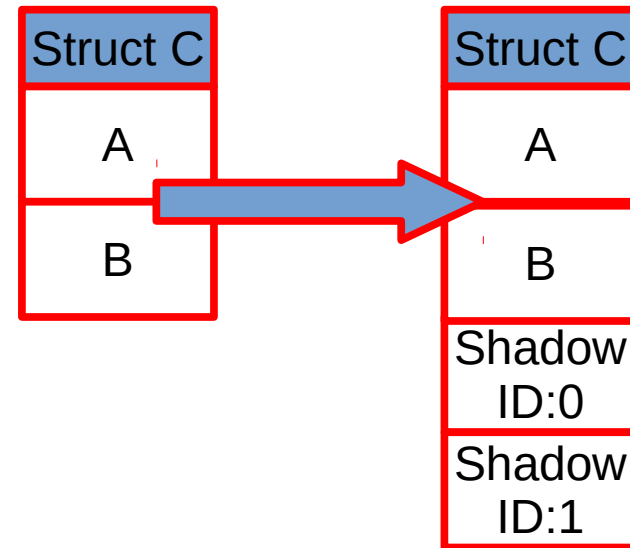 Struct C
A
B
Struct C
A
B
Shadow
ID:0
Shadow
ID:1